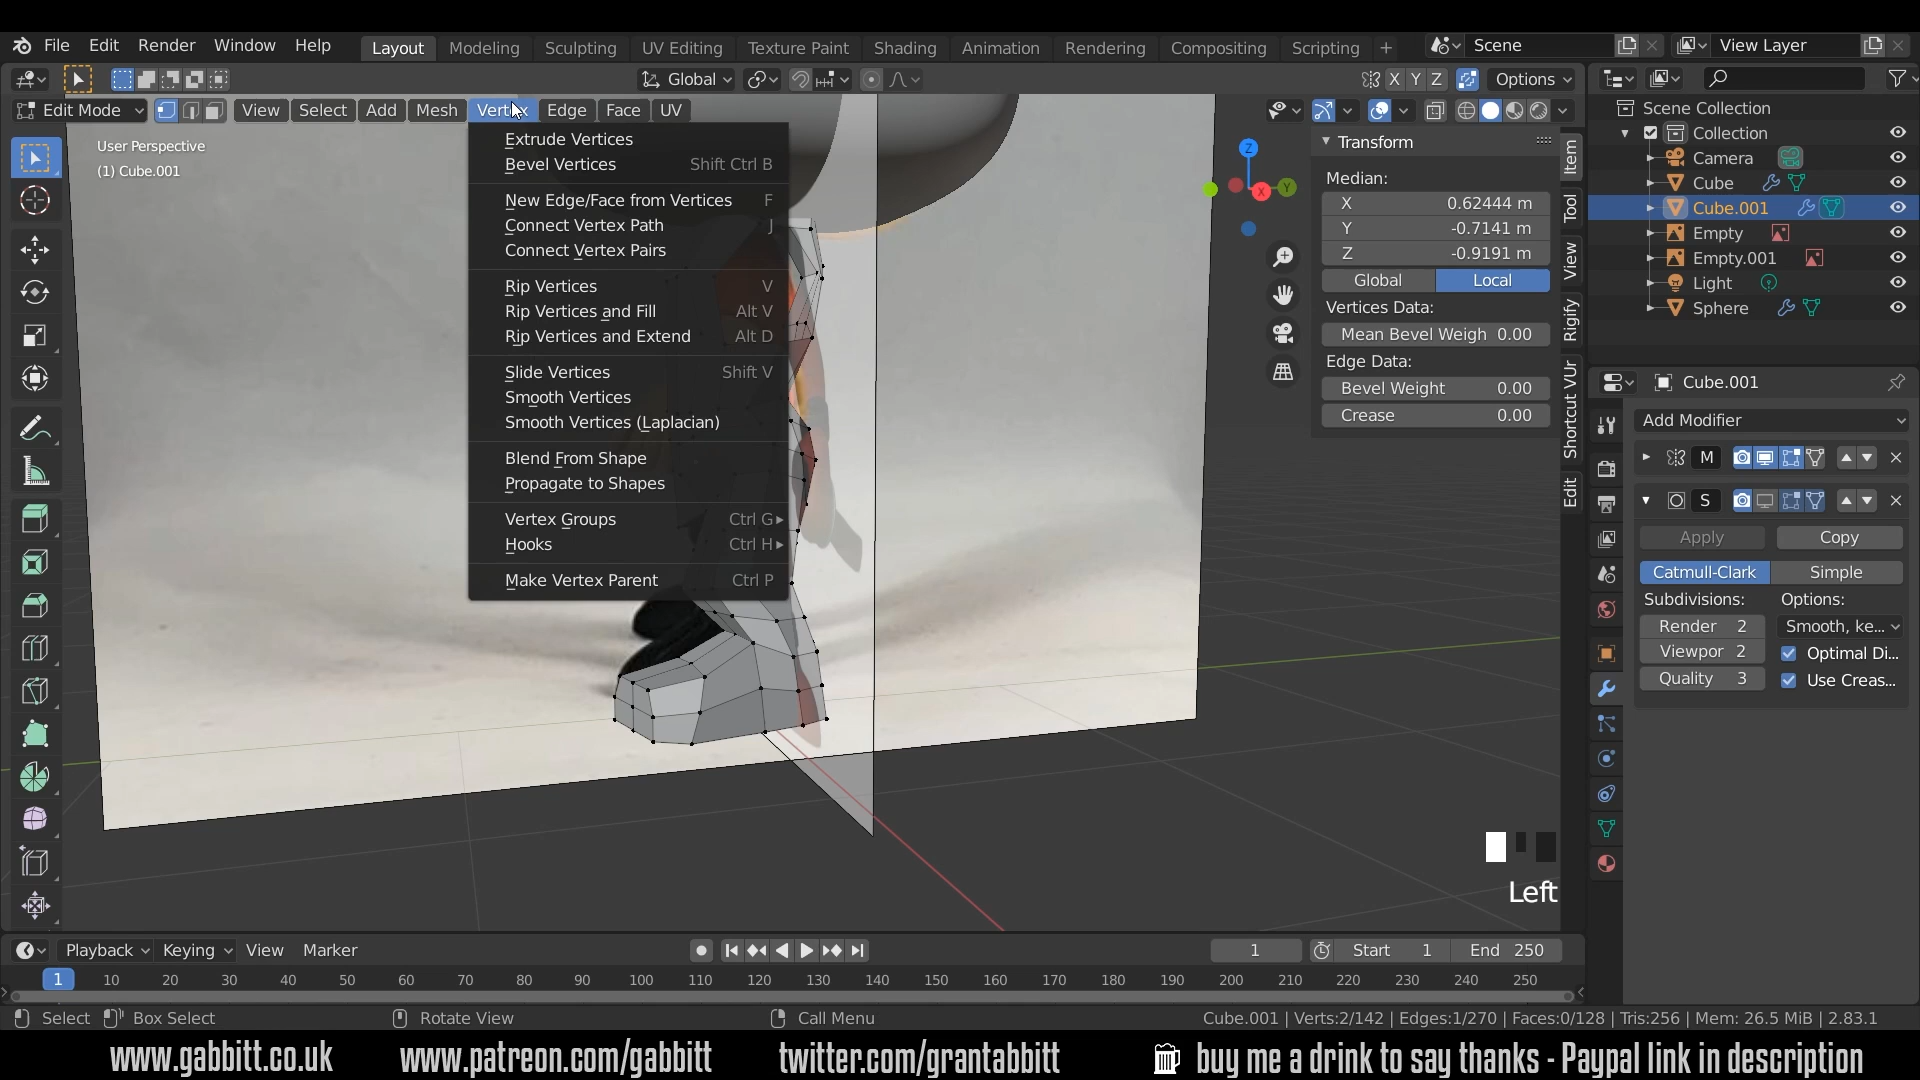 File Edit Render Window Help Layout Modeling Sculpting UV Editing Texture Paint Shading Animation Rendering Compositing Scripting + Scene View Layer
Global X Y Z Options
Edit Mode View Select Add Mesh Vertex Edge Face UV
User Perspective
(1) Cube.001
Extrude Vertices
Bevel Vertices Shift Ctrl B
New Edge/Face from Vertices F
Connect Vertex Path J
Connect Vertex Pairs
Rip Vertices V
Rip Vertices and Fill Alt V
Rip Vertices and Extend Alt D
Slide Vertices Shift V
Smooth Vertices
Smooth Vertices (Laplacian)
Blend From Shape
Propagate to Shapes
Vertex Groups Ctrl G
Hooks Ctrl H
Make Vertex Parent Ctrl P
Z
X
Y
Transform
Median:
X 0.62444 m
Y -0.7141 m
Z -0.9191 m
Global Local
Vertices Data:
Mean Bevel Weigh 0.00
Edge Data:
Bevel Weight 0.00
Crease 0.00
Item
Tool
View
Rigify
Shortcut VUr
Edit
Scene Collection
Collection
Camera
Cube
Cube.001
Empty
Empty.001
Light
Sphere
Cube.001
Add Modifier
M
S
Apply Copy
Catmull-Clark Simple
Subdivisions: Options:
Render 2 Smooth, ke...
Viewpor 2 Optimal Di...
Quality 3 Use Creas...
Left
Playback Keying View Marker 1 Start 1 End 250
1 10 20 30 40 50 60 70 80 90 100 110 120 130 140 150 160 170 180 190 200 210 220 230 240 250
Select Box Select Rotate View Call Menu Cube.001 | Verts:2/142 | Edges:1/270 | Faces:0/128 | Tris:256 | Mem: 26.5 MiB | 2.83.1
www.gabbitt.co.uk www.patreon.com/gabbitt twitter.com/grantabbitt buy me a drink to say thanks - Paypal link in description